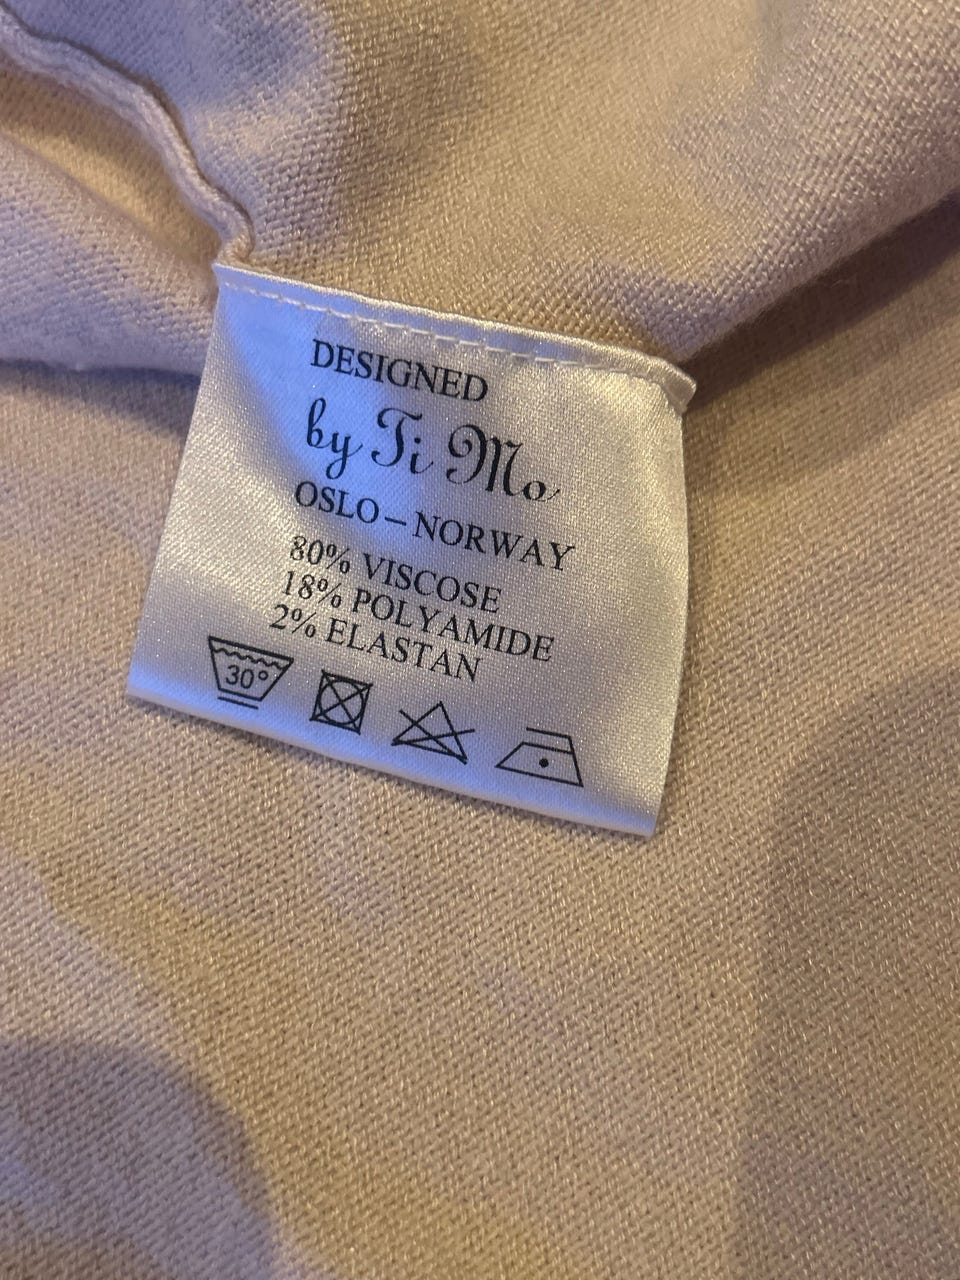 DESIGNED
by Ti Mo
OSLO – NORWAY
80% VISCOSE
18% POLYAMIDE
2% ELASTAN
30°